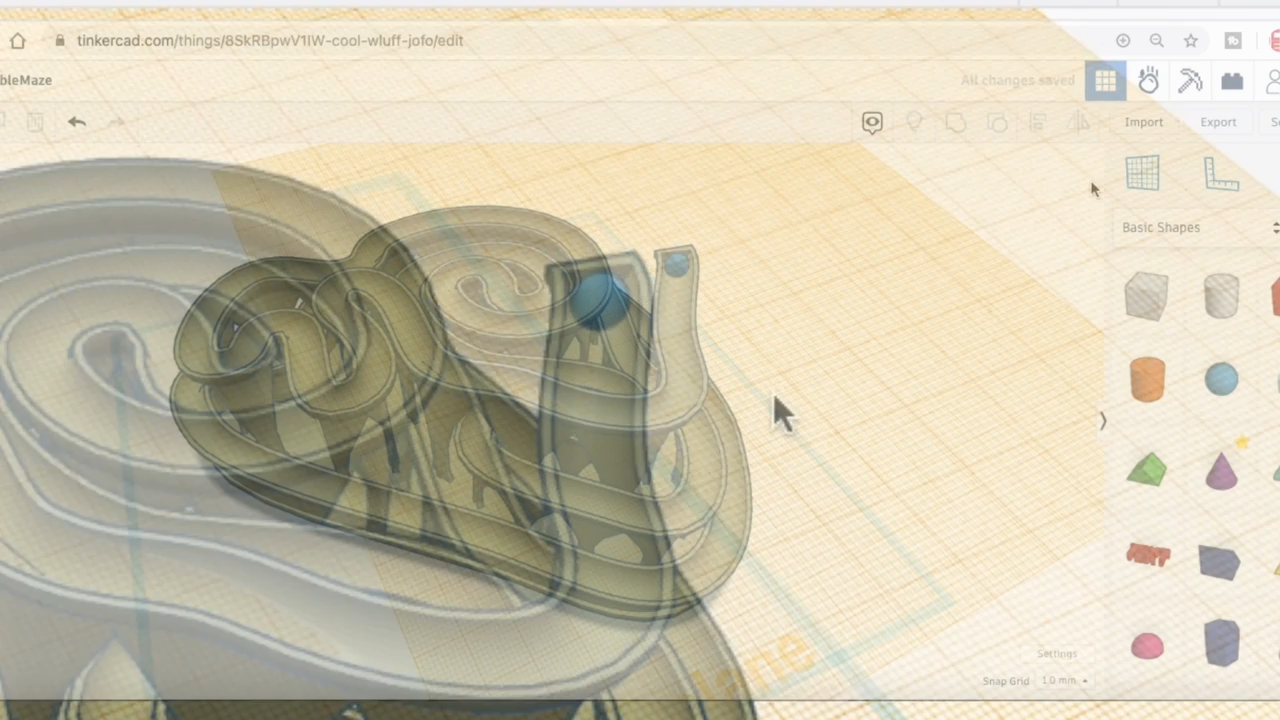 tinkercad.com/things/8SkRBpwV1IW-cool-wluff-jofo/edit
bleMaze
All changes saved
Import
Export
Basic Shapes
Settings
Snap Grid
1.0 mm